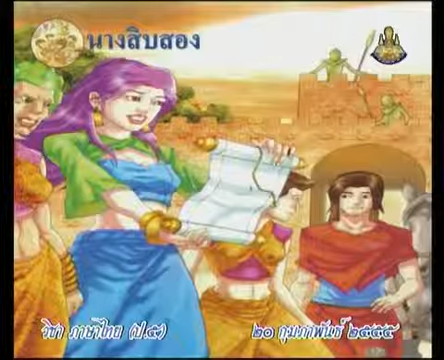 นางสิบสอง
วิชา ภาษาไทย (ป.๕)
๒๐ กุมภาพันธ์ ๒๕๕๕